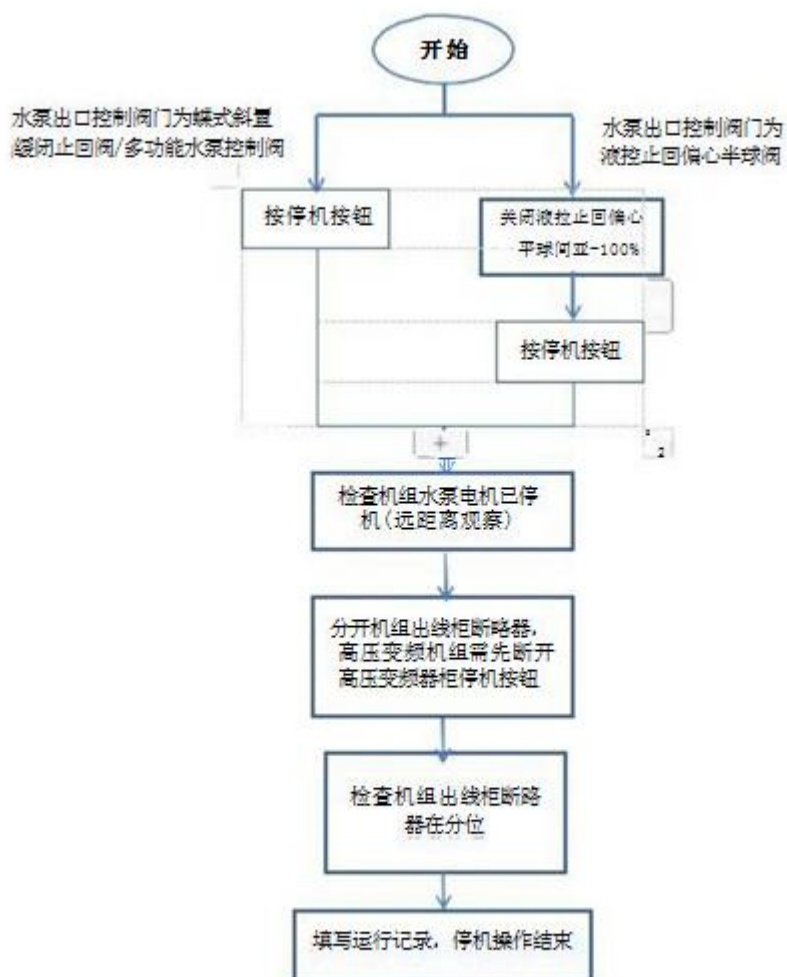 开始
水泵出口控制阀门为蝶式斜置
缓闭止回阀/多功能水泵控制阀
水泵出口控制阀门为
液控止回偏心半球阀
按停机按钮
关闭液拉止回偏心
平球间亚-100%
按停机按钮
2
检查机组水泵电机已停
机(远距离观察)
分开机组出线柜断略器,
高压变频机组需先断开
高压变频器柜停机按钮
检查机组出线柜断略
器在分位
填写运行记录, 停机操作结束